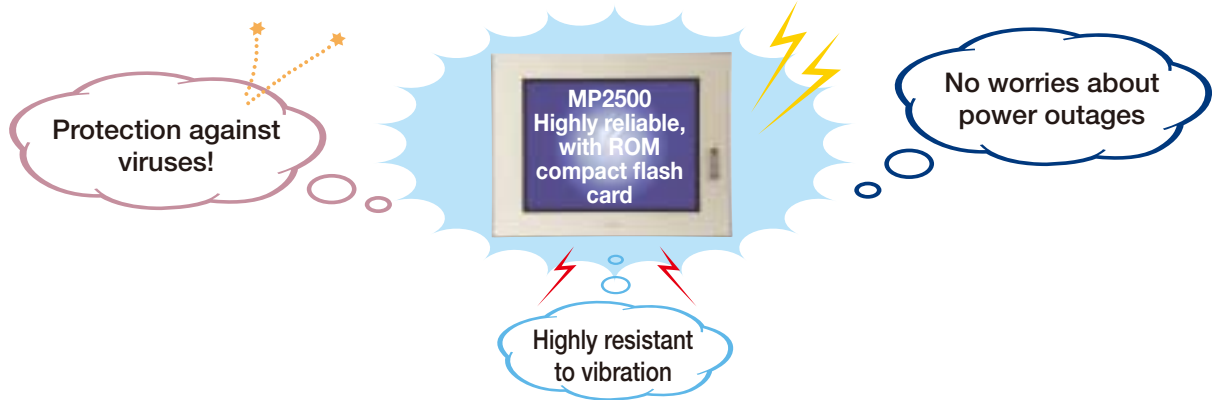 Protection against
viruses!
MP2500
Highly reliable,
with ROM
compact flash
card
No worries about
power outages
Highly resistant
to vibration